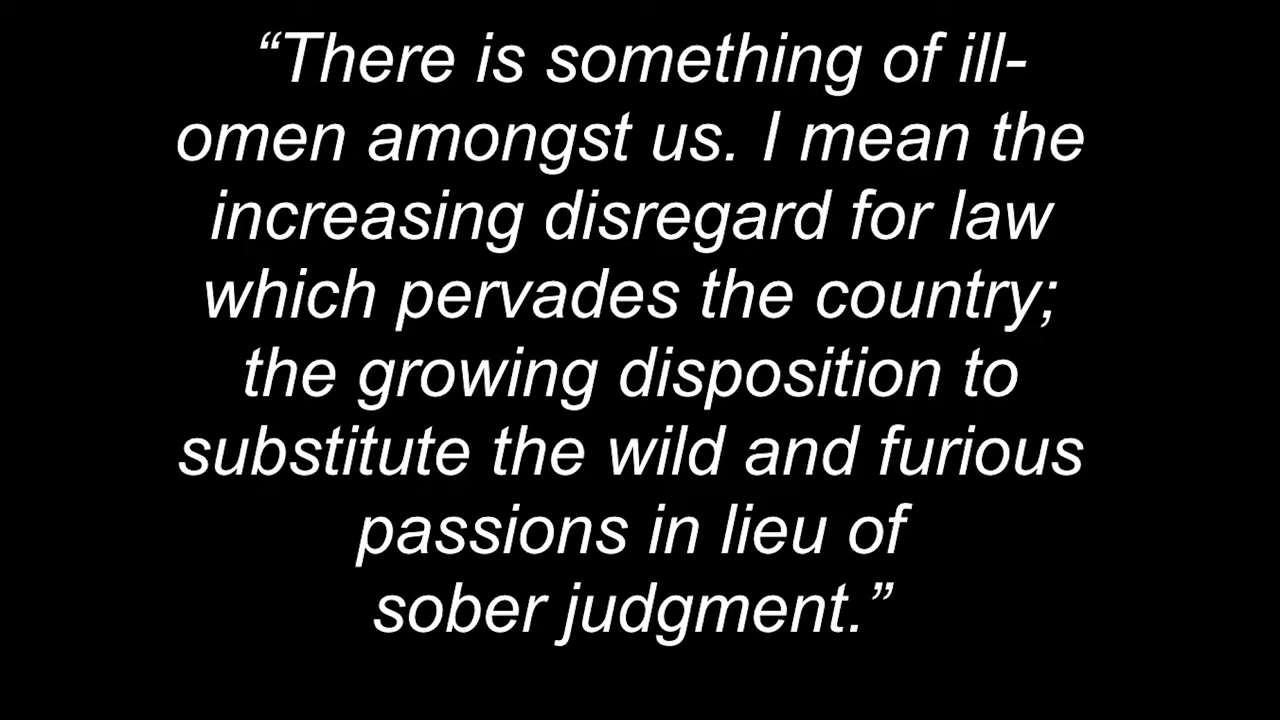 “There is something of ill-
omen amongst us. I mean the
increasing disregard for law
which pervades the country;
the growing disposition to
substitute the wild and furious
passions in lieu of
sober judgment.”